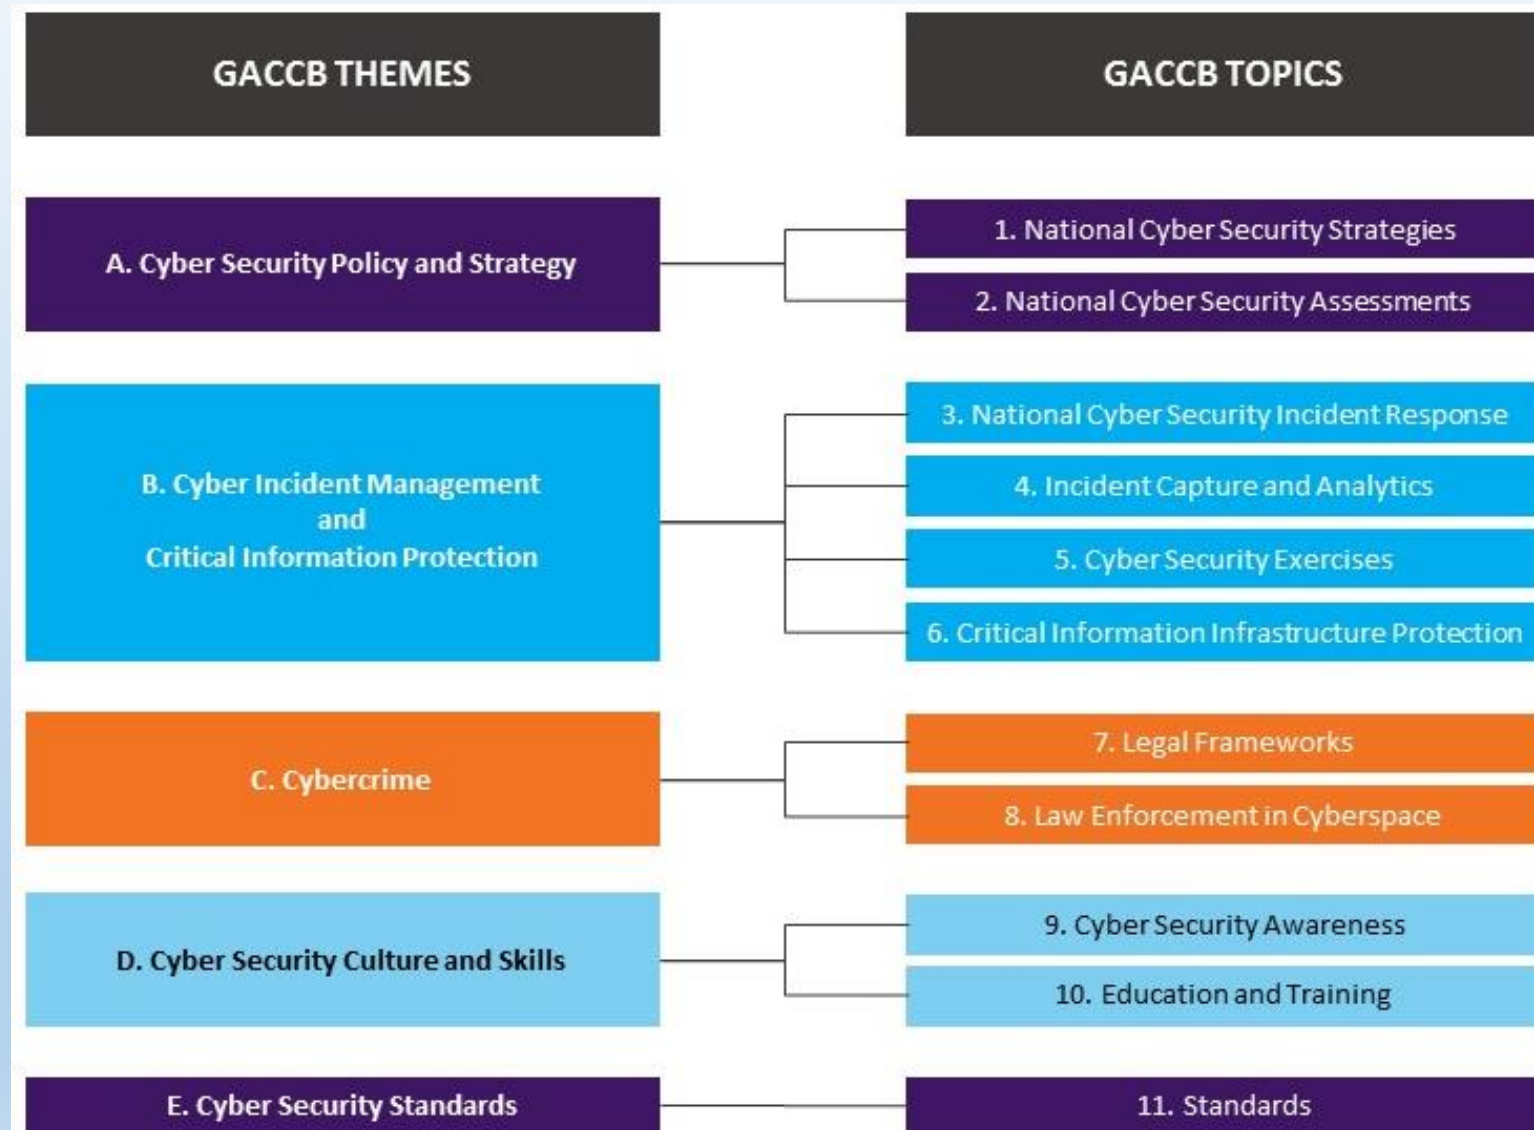 GACCB THEMES
GACCB TOPICS
A. Cyber Security Policy and Strategy
1. National Cyber Security Strategies
2. National Cyber Security Assessments
B. Cyber Incident Management
and
Critical Information Protection
3. National Cyber Security Incident Response
4. Incident Capture and Analytics
5. Cyber Security Exercises
6. Critical Information Infrastructure Protection
C. Cybercrime
7. Legal Frameworks
8. Law Enforcement in Cyberspace
D. Cyber Security Culture and Skills
9. Cyber Security Awareness
10. Education and Training
E. Cyber Security Standards
11. Standards